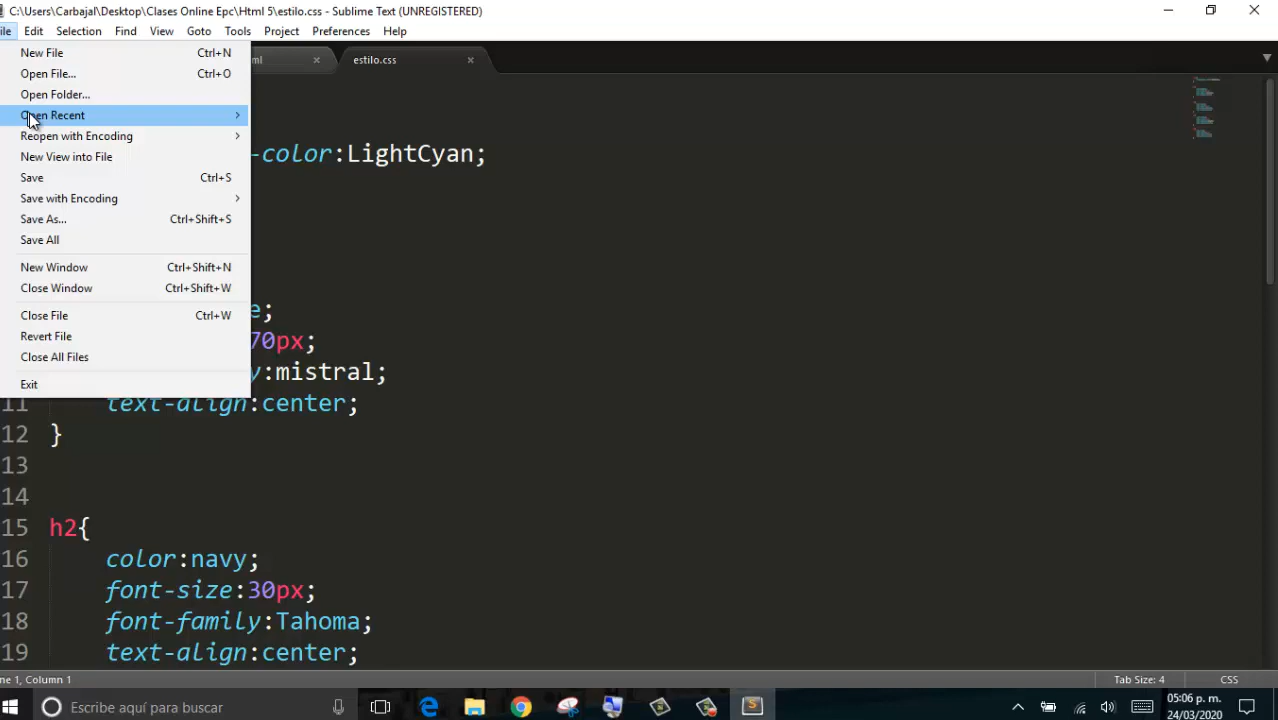 C:\Users\Carbajal\Desktop\Clases Online Epc\Html 5\estilo.css - Sublime Text (UNREGISTERED)
ile Edit Selection Find View Goto Tools Project Preferences Help
ml × estilo.css ×
New File Ctrl+N
Open File... Ctrl+O
Open Folder...
Open Recent
Reopen with Encoding
New View into File
Save Ctrl+S
Save with Encoding
Save As... Ctrl+Shift+S
Save All
New Window Ctrl+Shift+N
Close Window Ctrl+Shift+W
Close File Ctrl+W
Revert File
Close All Files
Exit
-color:LightCyan;
e;
70px;
y:mistral;
11 text-align:center;
12 }
13
14
15 h2{
16 color:navy;
17 font-size:30px;
18 font-family:Tahoma;
19 text-align:center;
ne 1, Column 1 Tab Size: 4 CSS
Escribe aquí para buscar
05:06 p. m.
24/03/2020